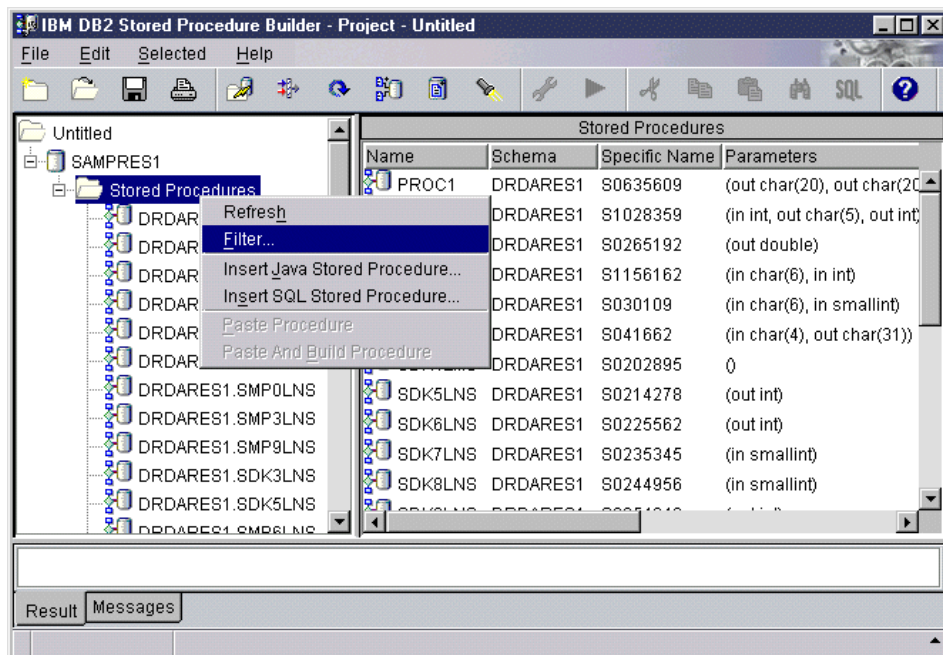 IBM DB2 Stored Procedure Builder - Project - Untitled
File Edit Selected Help
SQL
Untitled
SAMPRES1
Stored Procedures
DRDAR
DRDAR
DRDAR
DRDAR
DRDAR
DRDAR
DRDARES1.SMP0LNS
DRDARES1.SMP3LNS
DRDARES1.SMP9LNS
DRDARES1.SDK3LNS
DRDARES1.SDK5LNS
DRDARES1.SMP6LNS
Refresh
Filter...
Insert Java Stored Procedure...
Insert SQL Stored Procedure...
Paste Procedure
Paste And Build Procedure
Stored Procedures
Name Schema Specific Name Parameters
PROC1 DRDARES1 S0635609 (out char(20), out char(20
DRDARES1 S1028359 (in int, out char(5), out int)
DRDARES1 S0265192 (out double)
DRDARES1 S1156162 (in char(6), in int)
DRDARES1 S030109 (in char(6), in smallint)
DRDARES1 S041662 (in char(4), out char(31))
DRDARES1 S0202895 ()
SDK5LNS DRDARES1 S0214278 (out int)
SDK6LNS DRDARES1 S0225562 (out int)
SDK7LNS DRDARES1 S0235345 (in smallint)
SDK8LNS DRDARES1 S0244956 (in smallint)
Result Messages